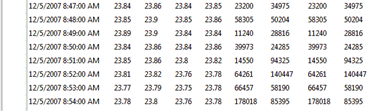 12/5/2007 8:47:00 AM 23.84 23.86 23.84 23.85 23200 34975 23200 34975
12/5/2007 8:48:00 AM 23.85 23.9 23.85 23.86 58305 50204 58305 50204
12/5/2007 8:49:00 AM 23.89 23.9 23.84 23.84 11240 28816 11240 28816
12/5/2007 8:50:00 AM 23.84 23.86 23.84 23.84 39973 24285 39973 24285
12/5/2007 8:51:00 AM 23.85 23.86 23.8 23.82 14550 94325 14550 94325
12/5/2007 8:52:00 AM 23.81 23.82 23.76 23.78 64261 140447 64261 140447
12/5/2007 8:53:00 AM 23.77 23.79 23.75 23.78 66457 58190 66457 58190
12/5/2007 8:54:00 AM 23.78 23.8 23.76 23.78 178018 85395 178018 85395